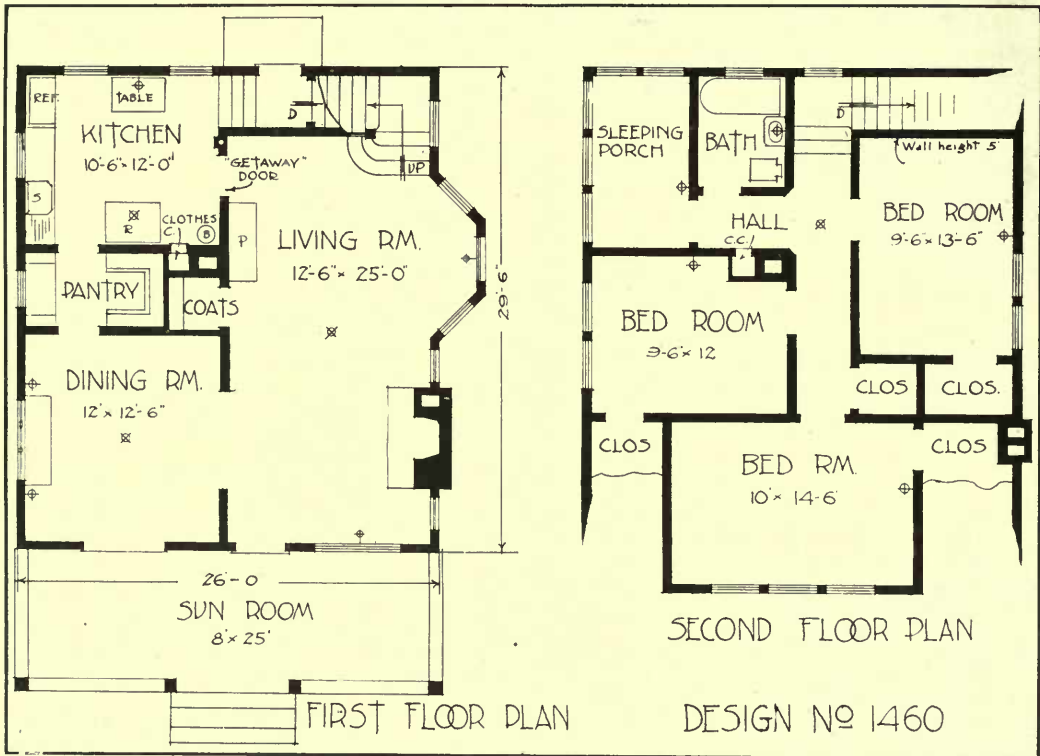 REF.
TABLE
KITCHEN
10'-6" x 12'-0"
"GETAWAY"
DOOR
S
R
CLOTHES
C.
B
PANTRY
COATS
D
UP
P
LIVING RM.
12'-6" x 25'-0"
29'-6"
DINING RM.
12' x 12'-6"
26'-0
SUN ROOM
8' x 25'
FIRST FLOOR PLAN
SLEEPING
PORCH
BATH
D
Wall height 5'
HALL
C.C.
BED ROOM
9'-6 x 13'-6"
BED ROOM
9-6 x 12
CLOS
CLOS.
CLOS
CLOS
BED RM.
10' x 14-6
SECOND FLOOR PLAN
DESIGN No 1460